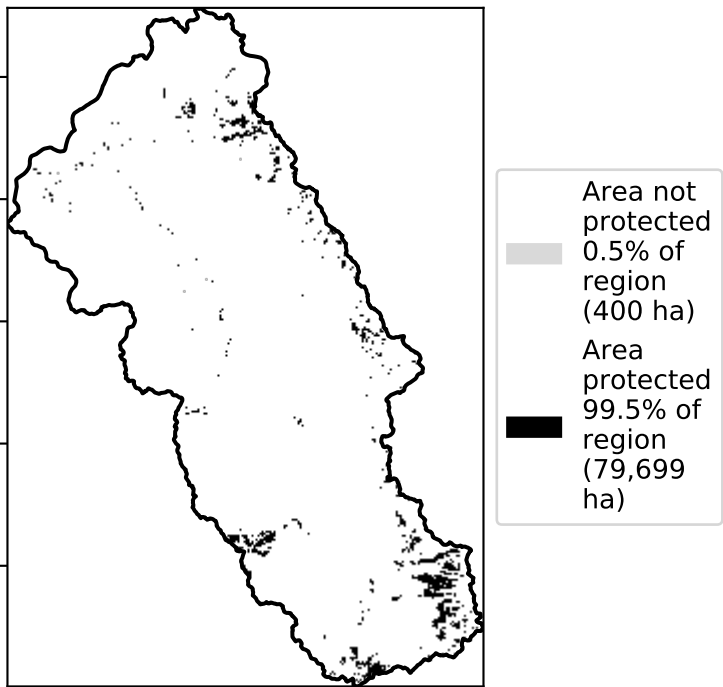 Area not
protected
0.5% of
region
(400 ha)
Area
protected
99.5% of
region
(79,699
ha)